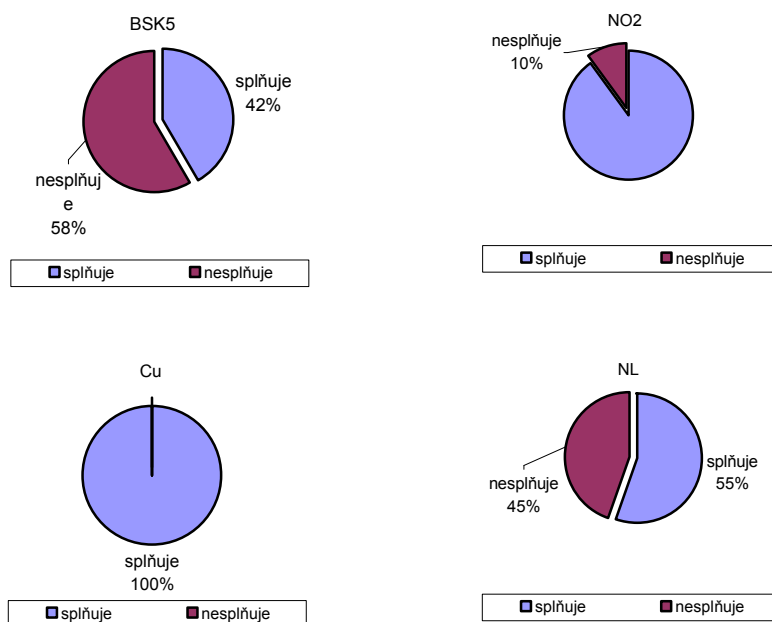 BSK5
splňuje
42%
nesplňuj
e
58%
splňuje nesplňuje
NO2
nesplňuje
10%
splňuje nesplňuje
Cu
splňuje
100%
splňuje nesplňuje
NL
splňuje
55%
nesplňuje
45%
splňuje nesplňuje